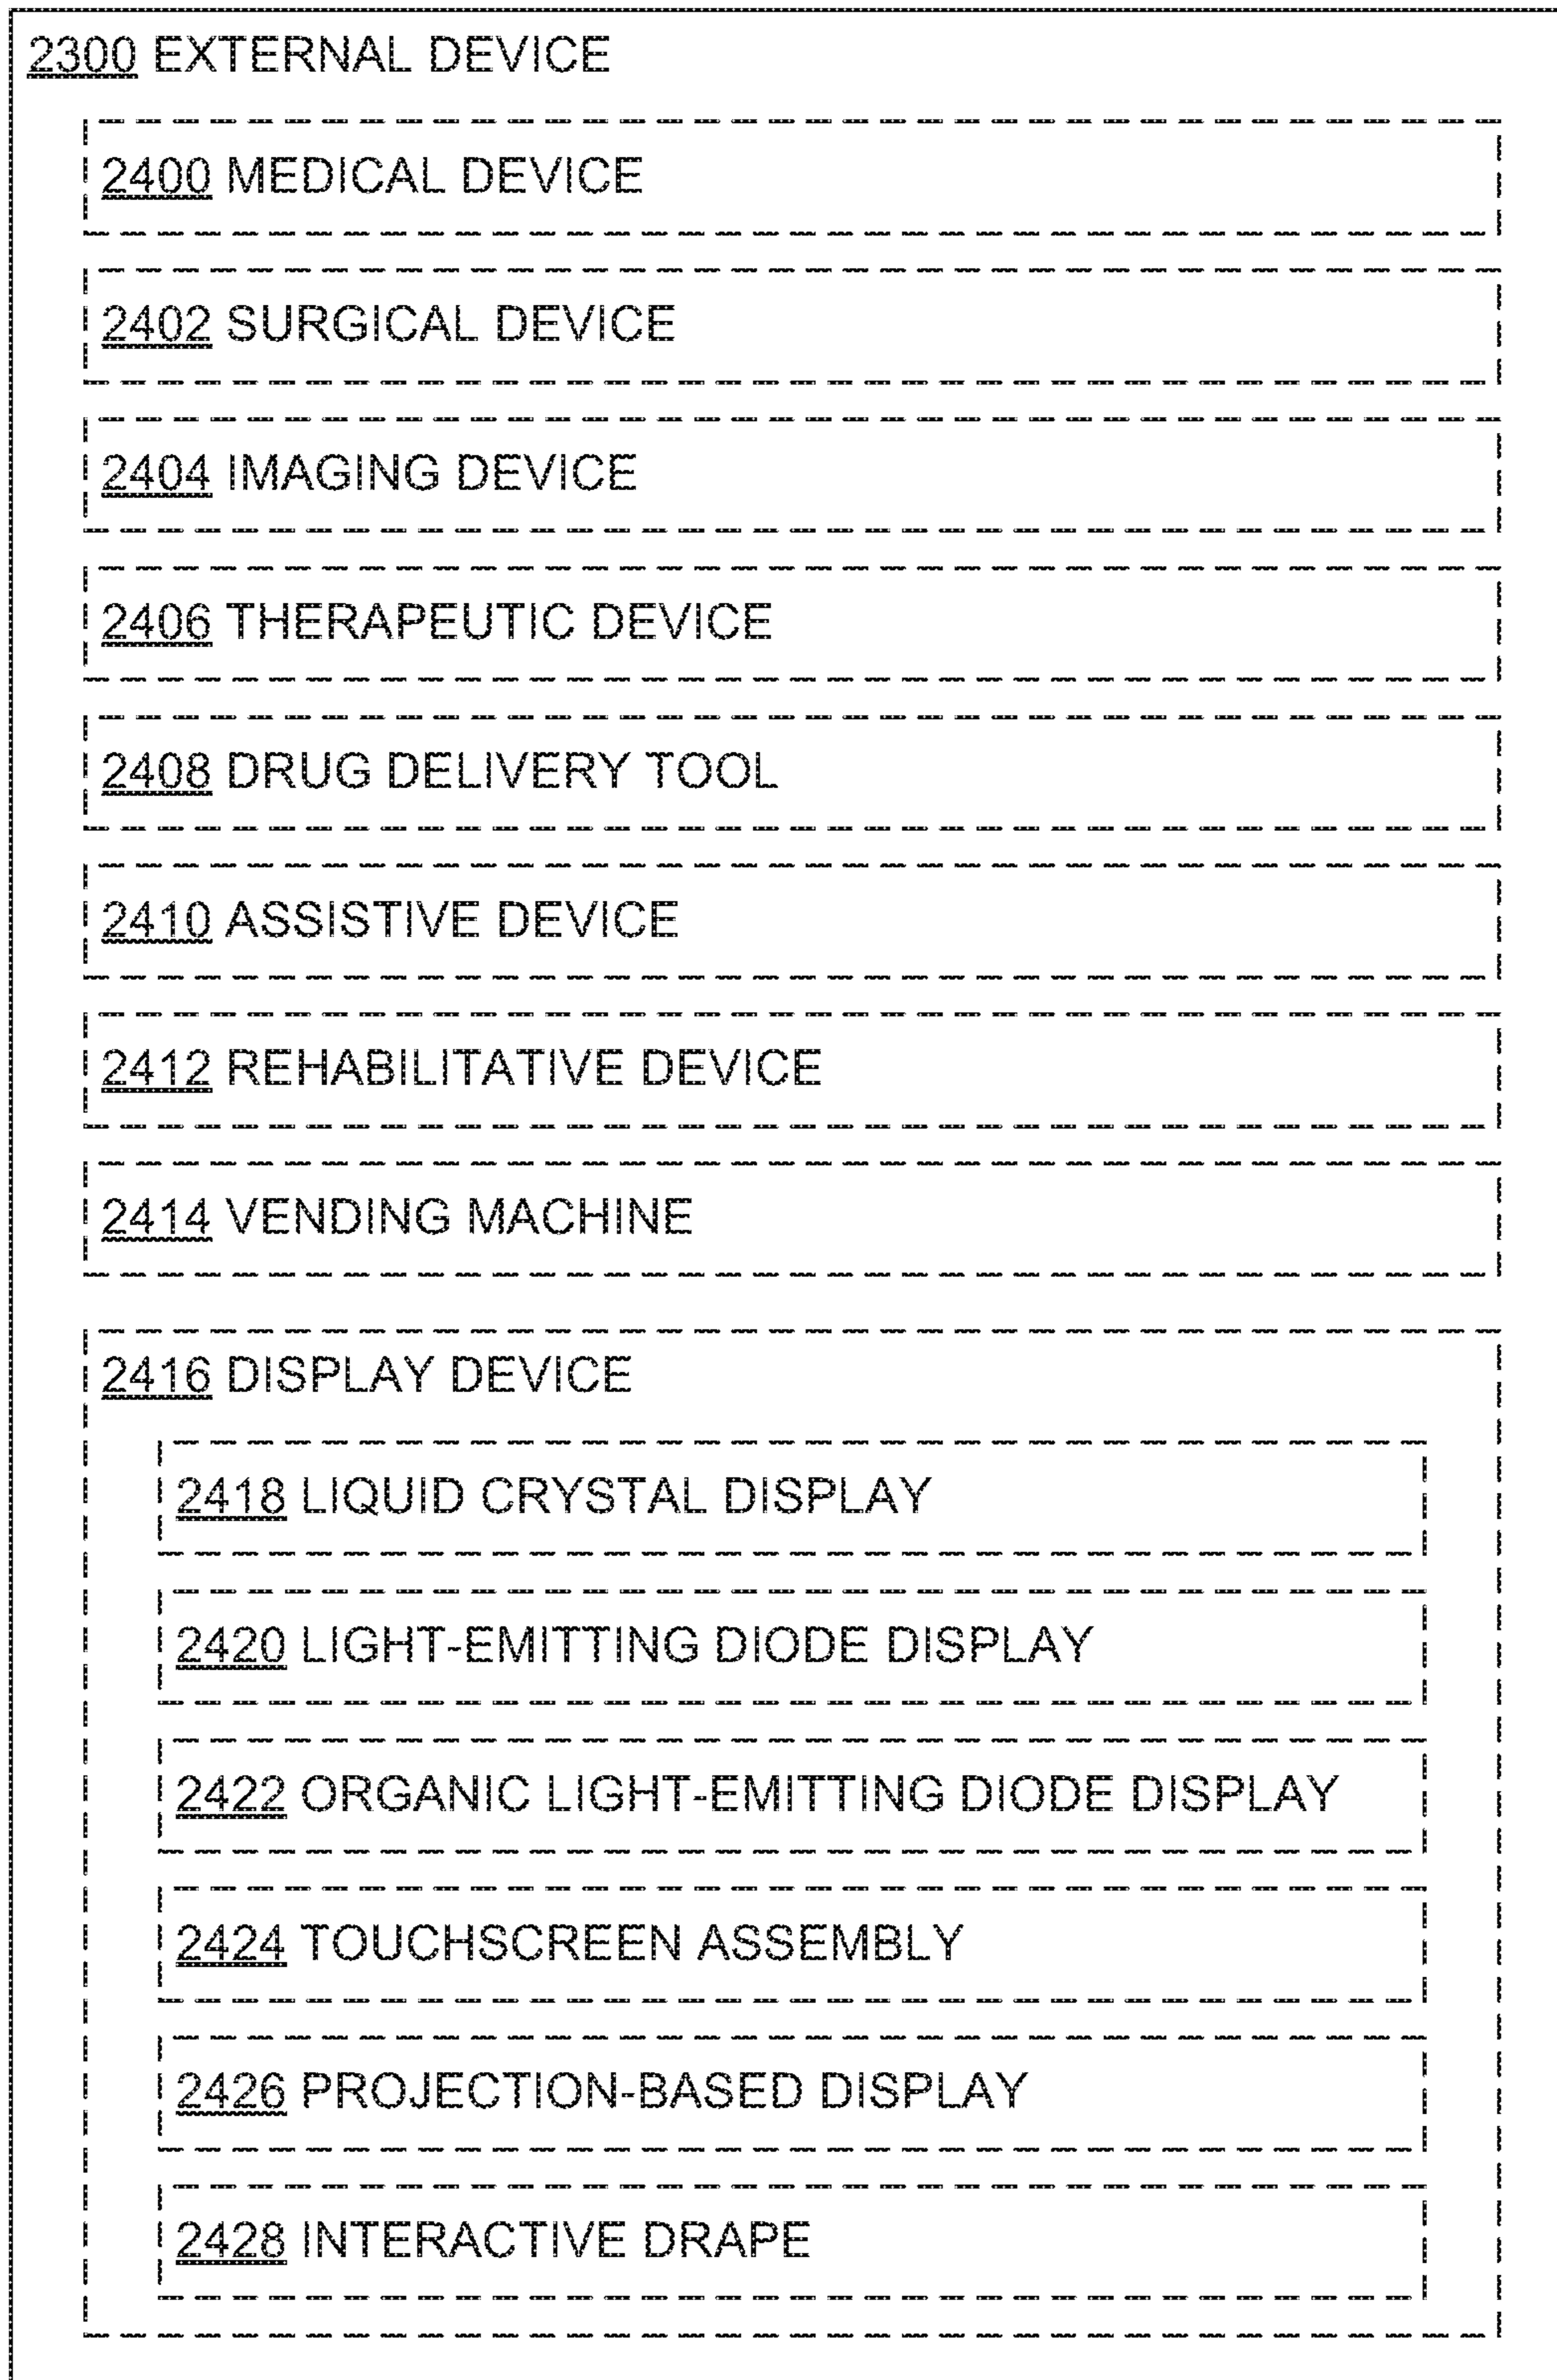 2300 EXTERNAL DEVICE
2400 MEDICAL DEVICE
2402 SURGICAL DEVICE
2404 IMAGING DEVICE
2406 THERAPEUTIC DEVICE
2408 DRUG DELIVERY TOOL
2410 ASSISTIVE DEVICE
2412 REHABILITATIVE DEVICE
2414 VENDING MACHINE
2416 DISPLAY DEVICE
2418 LIQUID CRYSTAL DISPLAY
2420 LIGHT-EMITTING DIODE DISPLAY
2422 ORGANIC LIGHT-EMITTING DIODE DISPLAY
2424 TOUCHSCREEN ASSEMBLY
2426 PROJECTION-BASED DISPLAY
2428 INTERACTIVE DRAPE